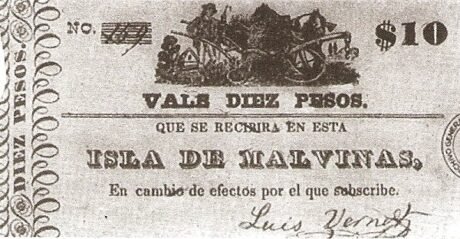 DIEZ PESOS.
No.
$10
VALE DIEZ PESOS.
QUE SE RECIBIRA EN ESTA
ISLA DE MALVINAS,
En cambio de efectos por el que subscribe.
Luis Vernet